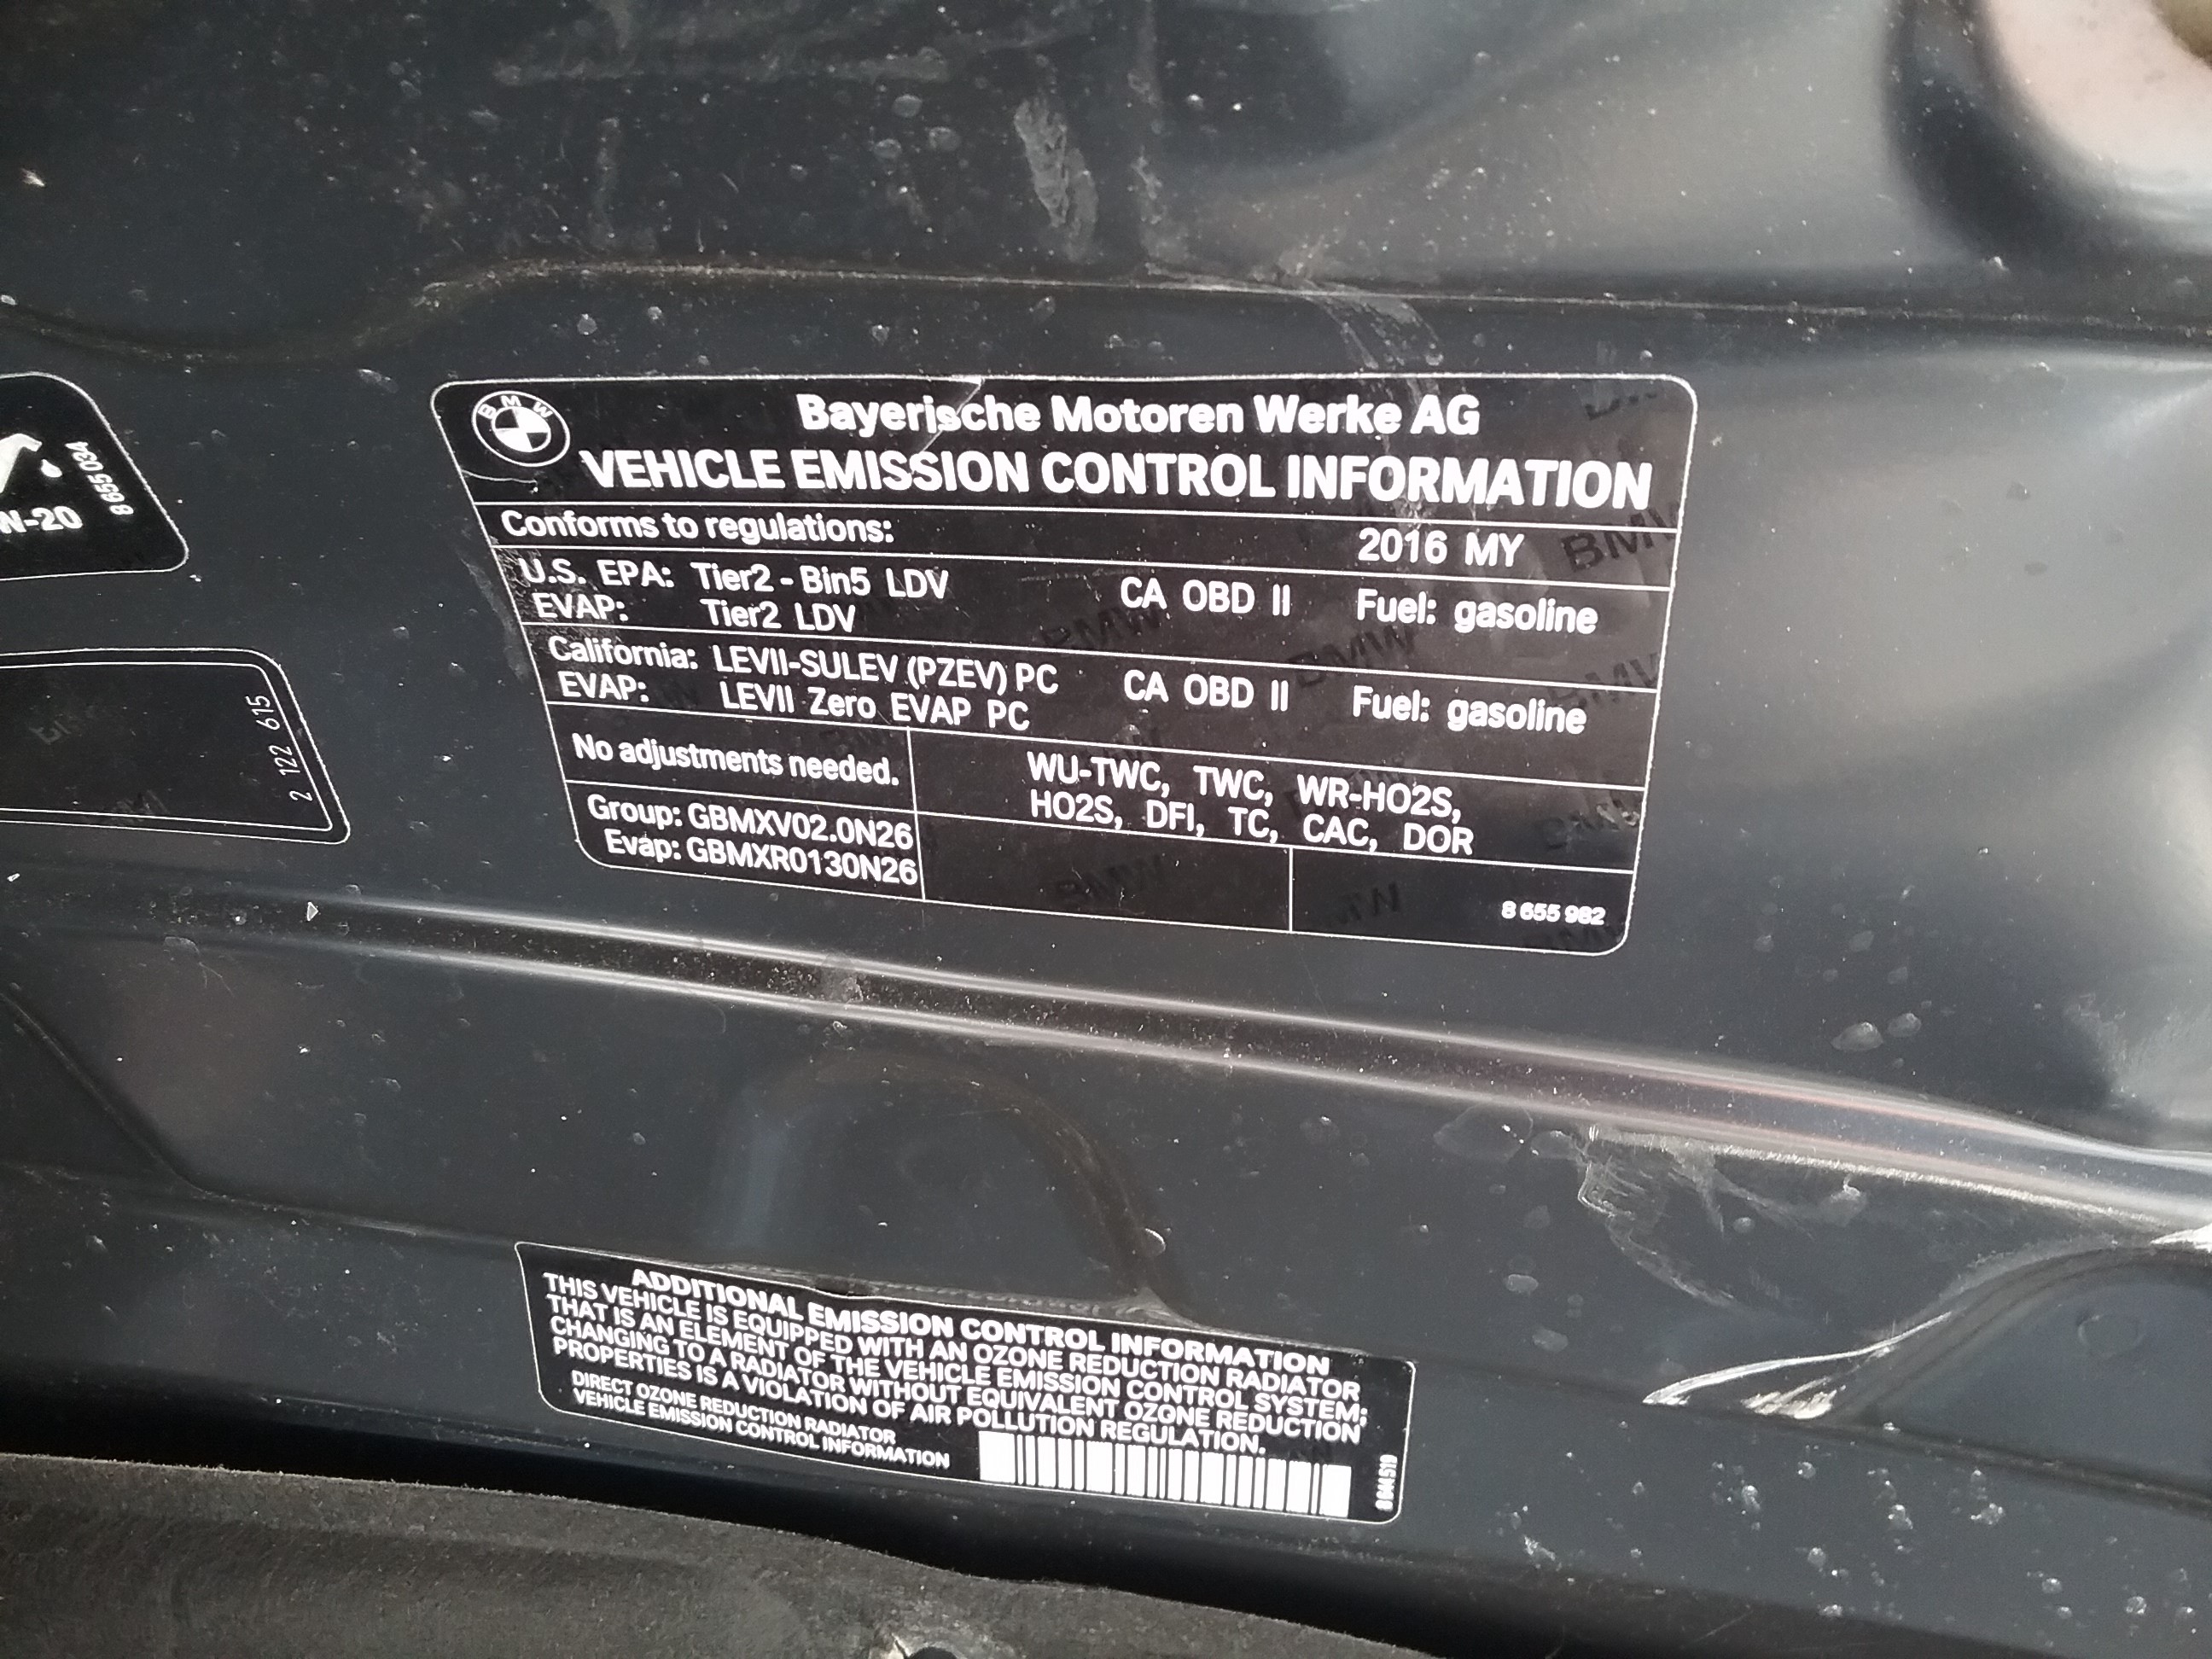 BMW
Bayerische Motoren Werke AG
VEHICLE EMISSION CONTROL INFORMATION
Conforms to regulations: 2016 MY
U.S. EPA: Tier2 - Bin5 LDV CA OBD II Fuel: gasoline
EVAP: Tier2 LDV
California: LEVII-SULEV (PZEV) PC CA OBD II Fuel: gasoline
EVAP: LEVII Zero EVAP PC
No adjustments needed.
WU-TWC, TWC, WR-HO2S,
HO2S, DFI, TC, CAC, DOR
Group: GBMXV02.0N26
Evap: GBMXR0130N26
8 655 982
W-20
8 655 034
2 122 615
ADDITIONAL EMISSION CONTROL INFORMATION
THIS VEHICLE IS EQUIPPED WITH AN OZONE REDUCTION RADIATOR
THAT IS AN ELEMENT OF THE VEHICLE EMISSION CONTROL SYSTEM;
CHANGING TO A RADIATOR WITHOUT EQUIVALENT OZONE REDUCTION
PROPERTIES IS A VIOLATION OF AIR POLLUTION REGULATION.
DIRECT OZONE REDUCTION RADIATOR
VEHICLE EMISSION CONTROL INFORMATION